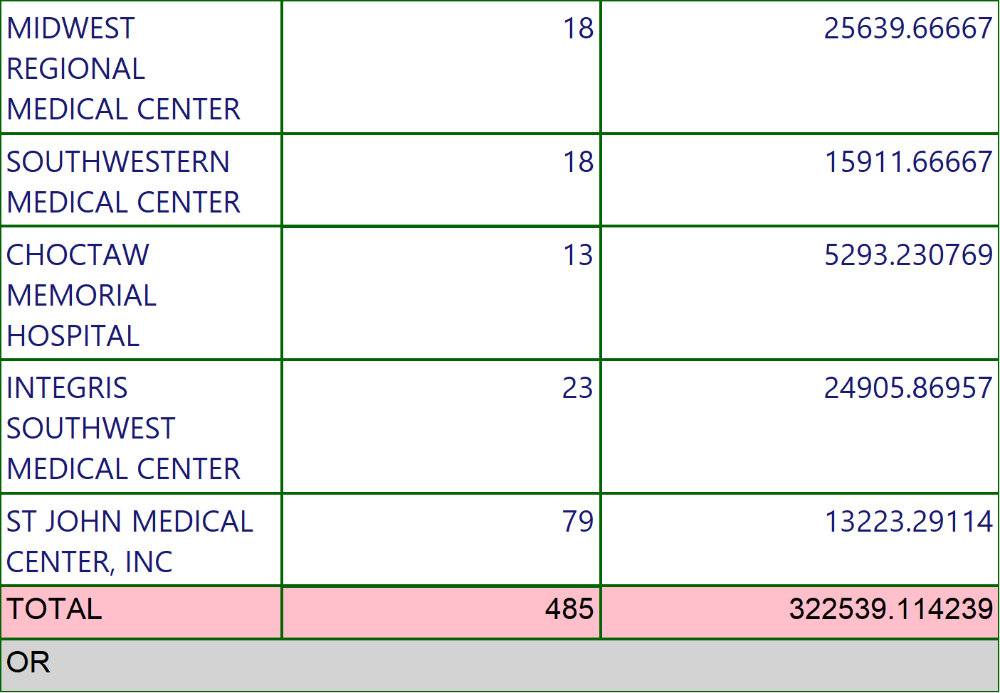 MIDWEST 18 25639.66667
REGIONAL
MEDICAL CENTER
SOUTHWESTERN 18 15911.66667
MEDICAL CENTER
CHOCTAW 13 5293.230769
MEMORIAL
HOSPITAL
INTEGRIS 23 24905.86957
SOUTHWEST
MEDICAL CENTER
ST JOHN MEDICAL 79 13223.29114
CENTER, INC
TOTAL 485 322539.114239
OR